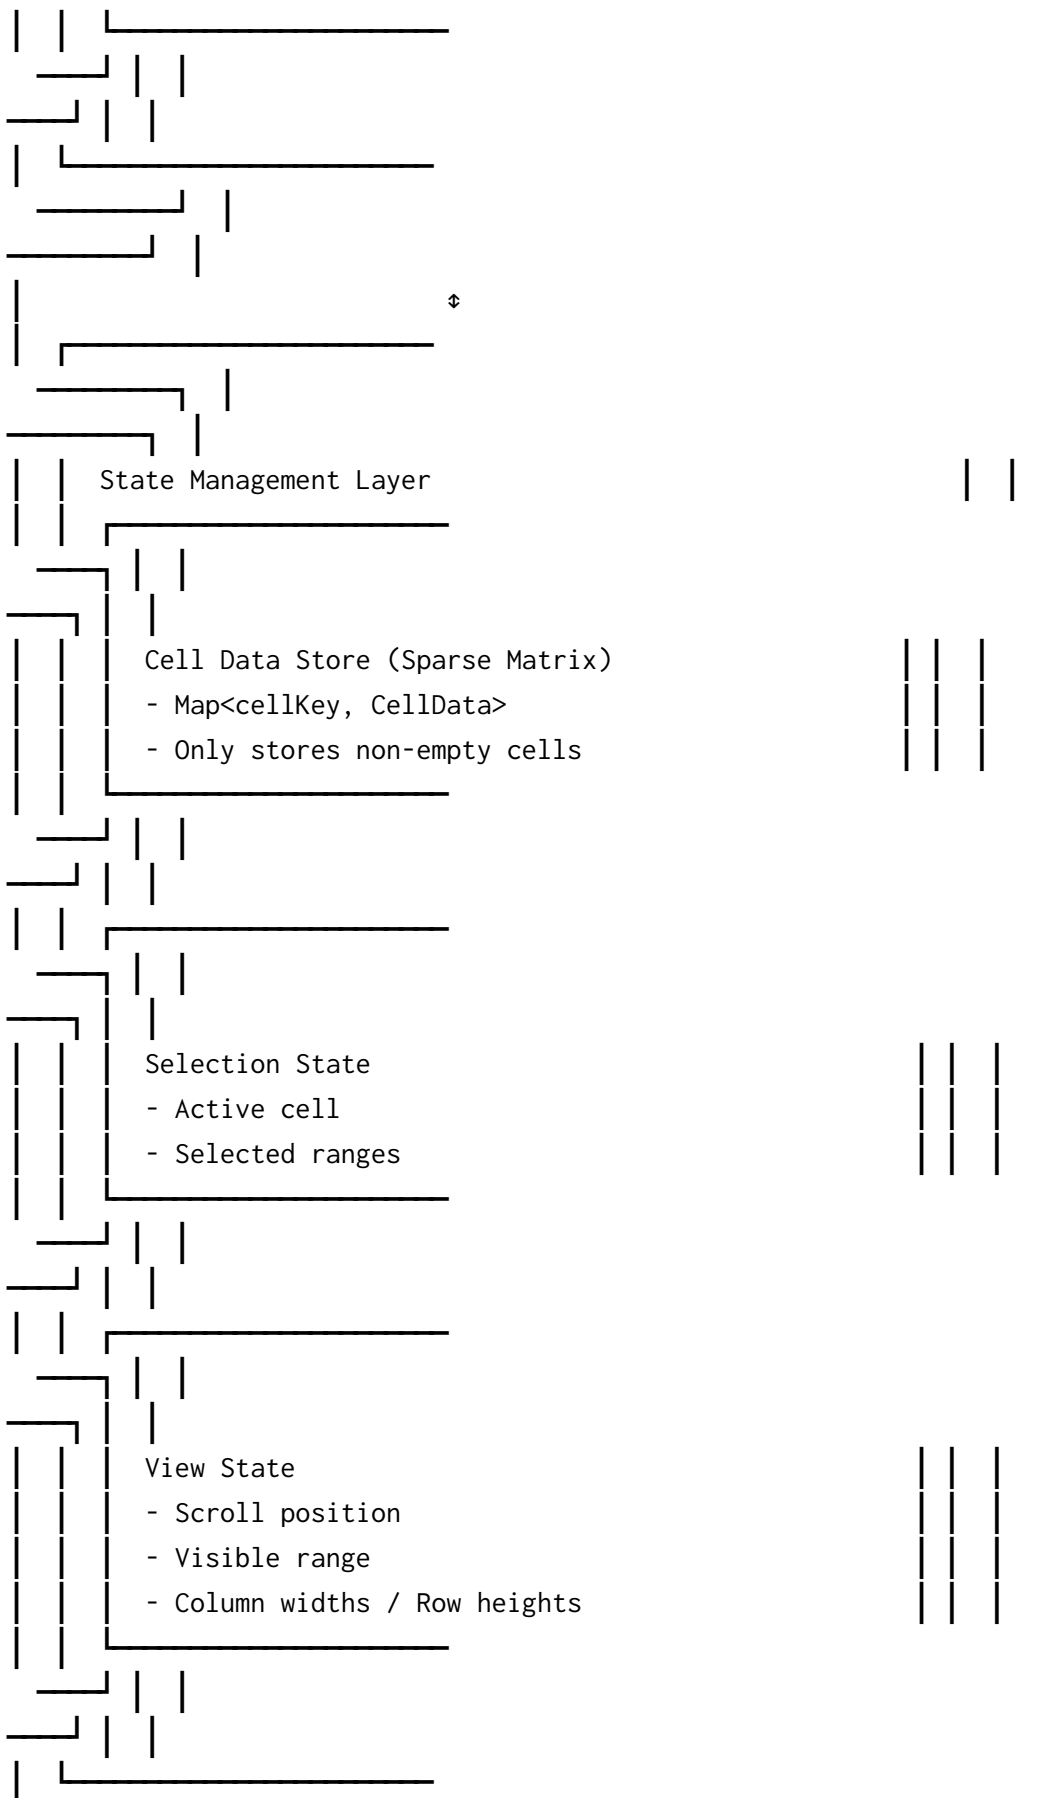 │  │  └───────────────────────
  ────┘ │  │
────┘ │  │
│  └─────────────────────────
  ─────────┘  │
─────────┘  │
│                            ↕
│  ┌─────────────────────────
  ─────────┐  │
─────────┐  │
│  │  State Management Layer                                   │  │
│  │  ┌───────────────────────
  ────┐ │  │
────┐ │  │
│  │  │  Cell Data Store (Sparse Matrix)                   │ │  │
│  │  │  - Map<cellKey, CellData>                          │ │  │
│  │  │  - Only stores non-empty cells                     │ │  │
│  │  └───────────────────────
  ────┘ │  │
────┘ │  │
│  │  ┌───────────────────────
  ────┐ │  │
────┐ │  │
│  │  │  Selection State                                    │ │  │
│  │  │  - Active cell                                      │ │  │
│  │  │  - Selected ranges                                  │ │  │
│  │  └───────────────────────
  ────┘ │  │
────┘ │  │
│  │  ┌───────────────────────
  ────┐ │  │
────┐ │  │
│  │  │  View State                                         │ │  │
│  │  │  - Scroll position                                  │ │  │
│  │  │  - Visible range                                    │ │  │
│  │  │  - Column widths / Row heights                      │ │  │
│  │  └───────────────────────
  ────┘ │  │
────┘ │  │
│  └─────────────────────────